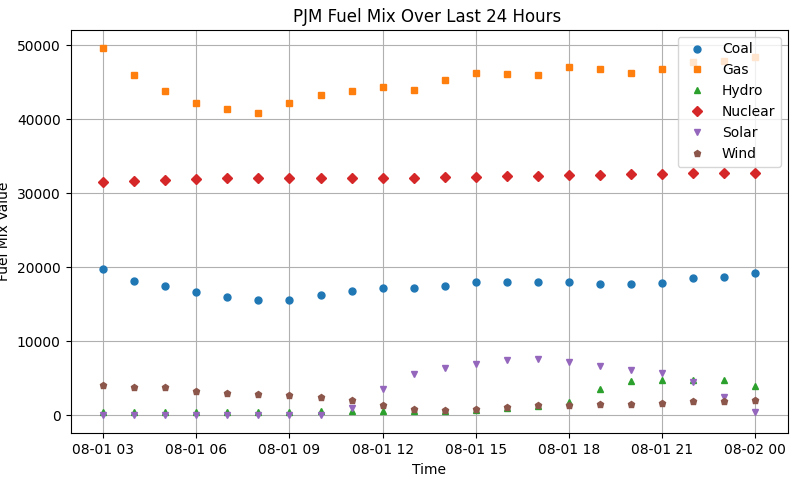 PJM Fuel Mix Over Last 24 Hours
50000
40000
30000
20000
10000
0
Fuel Mix Value
Coal
Gas
Hydro
Nuclear
Solar
Wind
08-01 03 08-01 06 08-01 09 08-01 12 08-01 15 08-01 18 08-01 21 08-02 00
Time